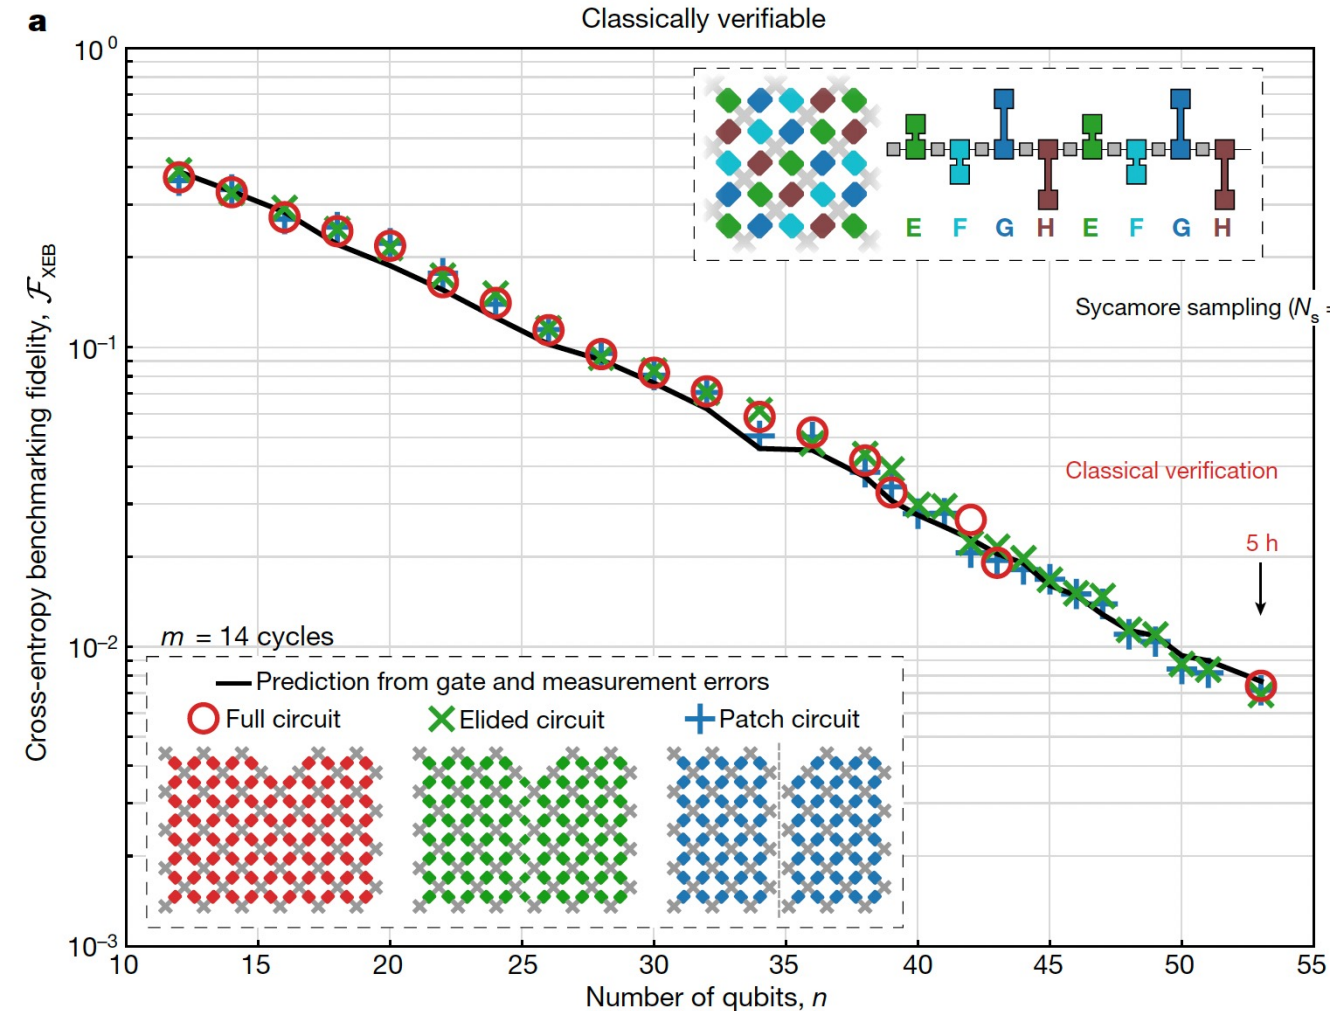 a
Classically verifiable
Cross-entropy benchmarking fidelity, ℱ_XEB
10^0
10^−1
10^−2
10^−3
E F G H E F G H
Sycamore sampling (N_s =
Classical verification
5 h
m = 14 cycles
Prediction from gate and measurement errors
Full circuit
Elided circuit
Patch circuit
10 15 20 25 30 35 40 45 50 55
Number of qubits, n